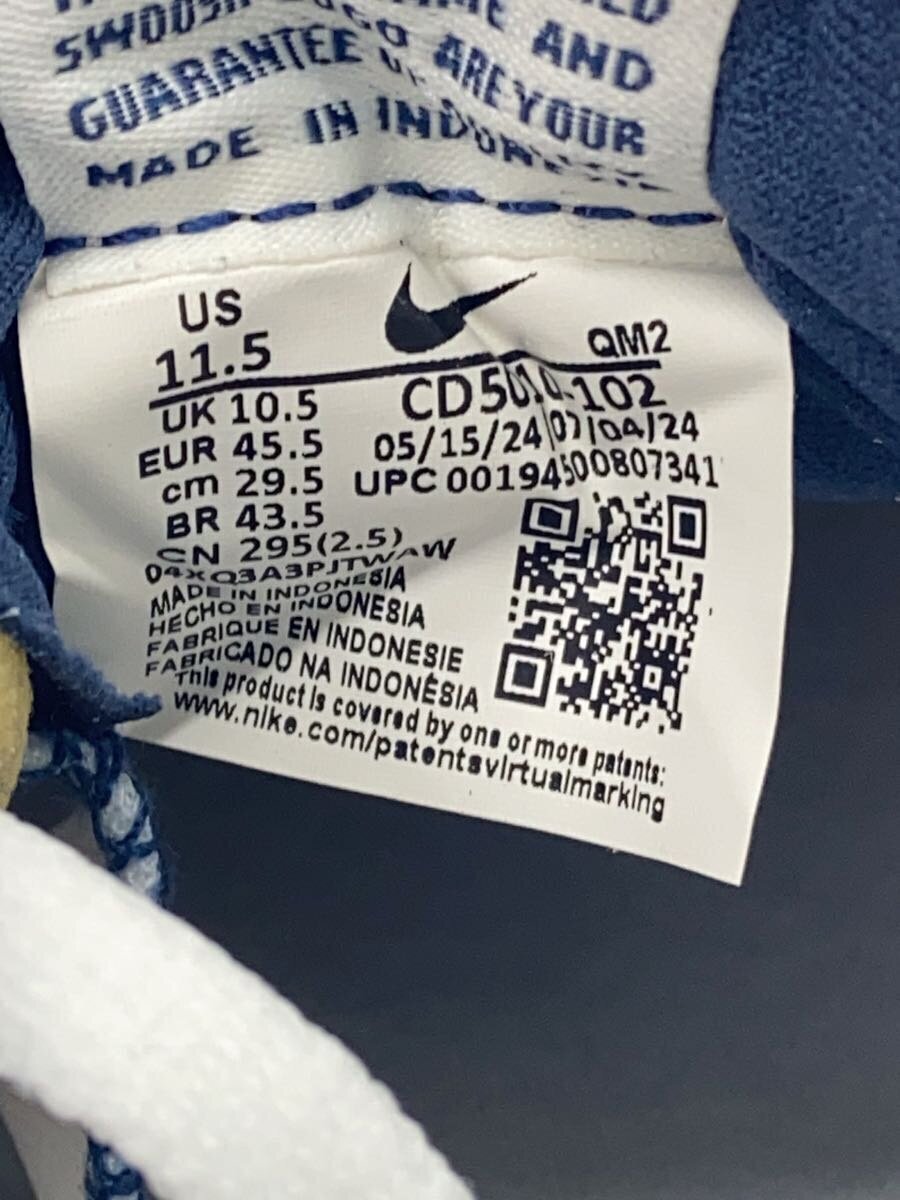 SWOOSH LOGO
AND
GUARANTEE ARE YOUR
MADE IN INDONESIA
US
11.5
QM2
UK 10.5
CD5010-102
EUR 45.5
05/15/24 07/04/24
cm 29.5
UPC 00194500807341
BR 43.5
CN 295(2.5)
04XQ3A3PJTWAW
MADE IN INDONESIA
HECHO EN INDONESIA
FABRIQUE EN INDONESIE
FABRICADO NA INDONÉSIA
This product is covered by one or more patents:
www.nike.com/patentsvirtualmarking